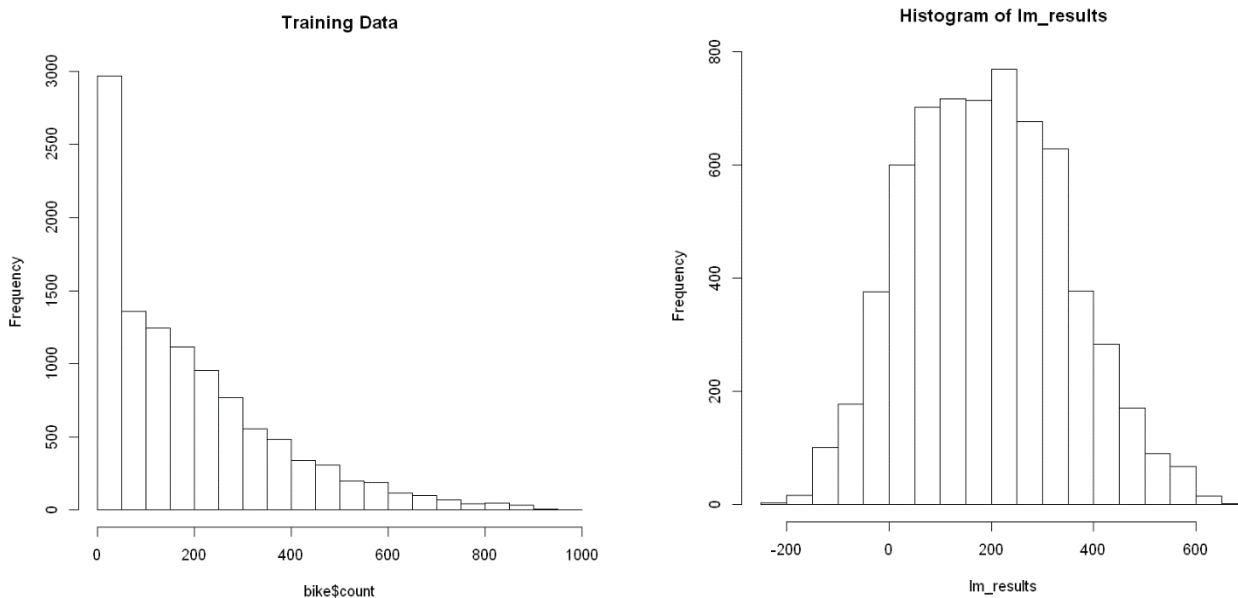 Training Data
Frequency
3000
2500
2000
1500
1000
500
0
0 200 400 600 800 1000
bike$count
Histogram of lm_results
Frequency
800
600
400
200
0
-200 0 200 400 600
lm_results